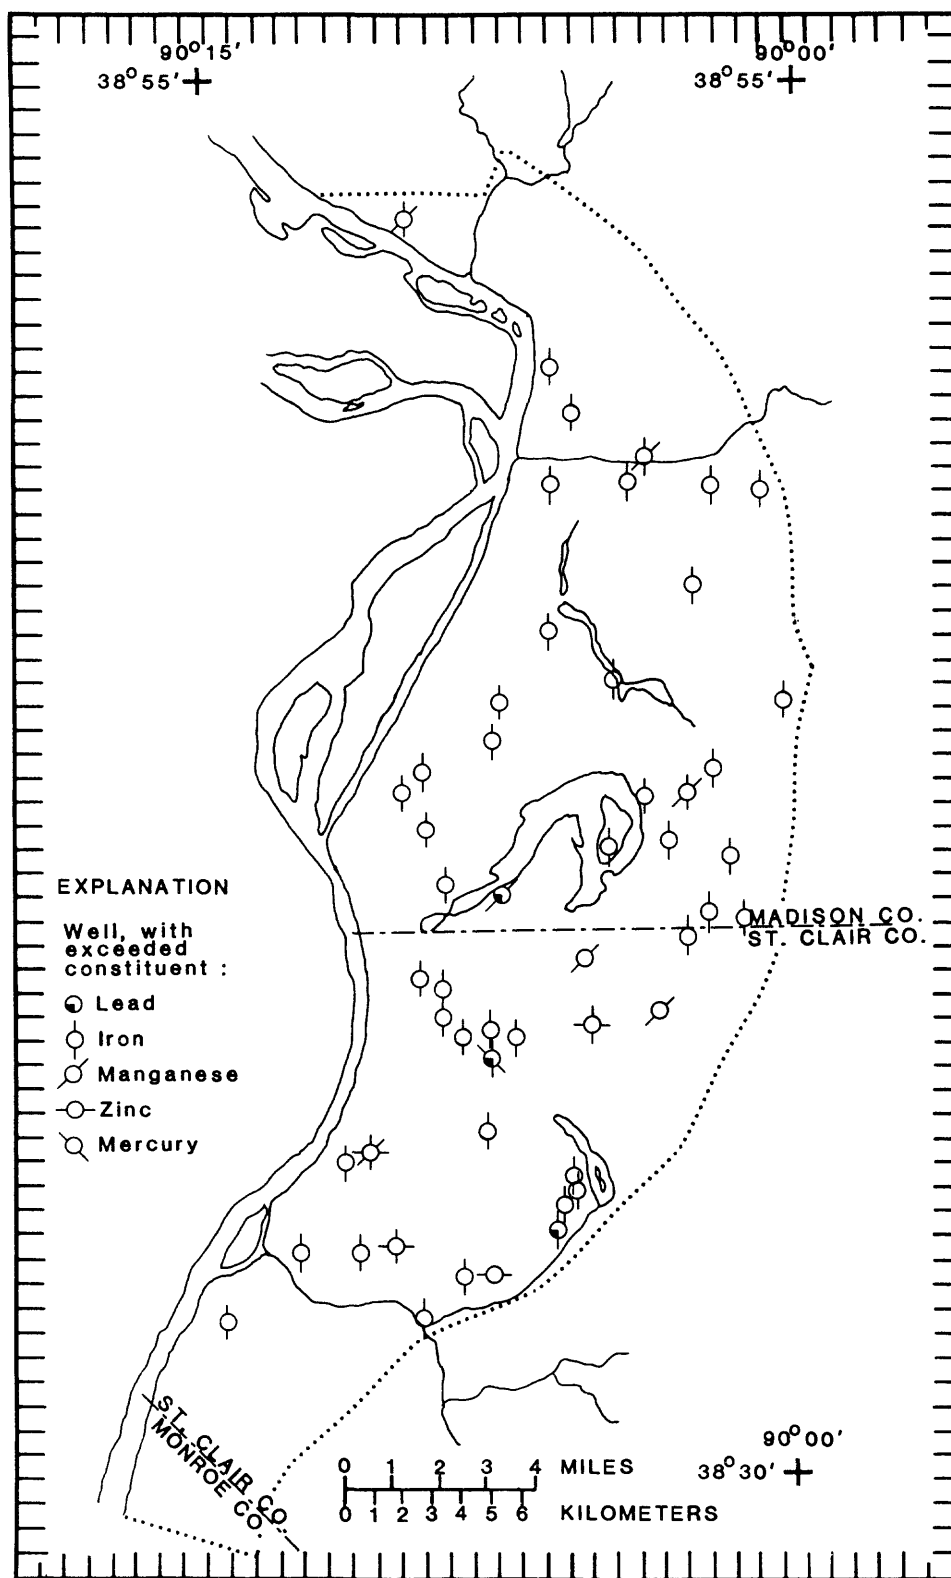 90°15' 90°00'
38°55' 38°55'
EXPLANATION
Well, with
exceeded
constituent :
Lead
Iron
Manganese
Zinc
Mercury
MADISON CO.
ST. CLAIR CO.
ST. CLAIR CO.
MONROE CO.
90°00'
38°30'
0 1 2 3 4 MILES
0 1 2 3 4 5 6 KILOMETERS